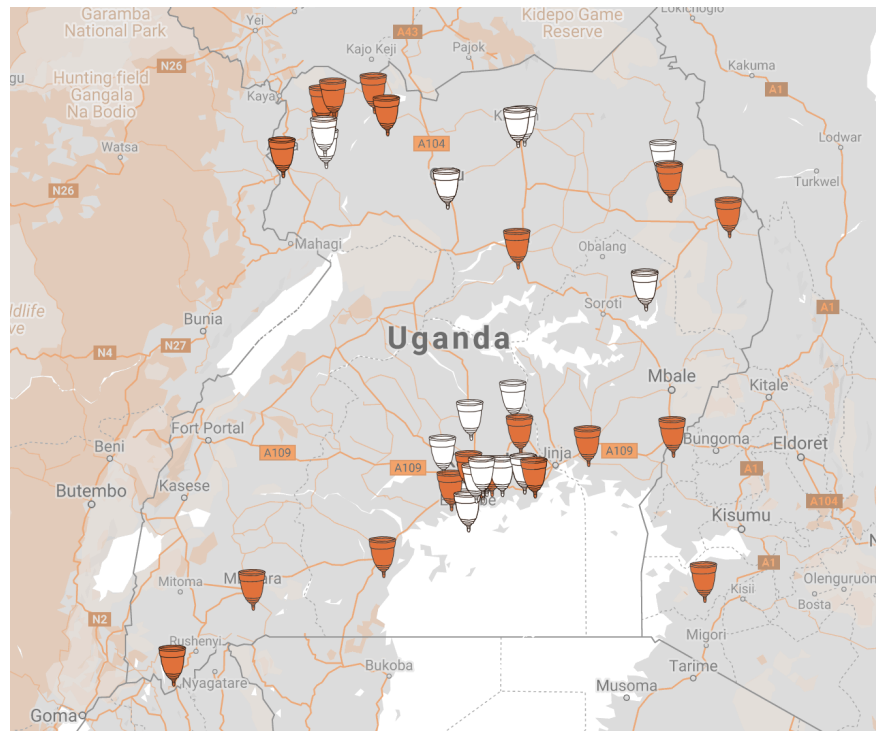 Garamba
National Park
Yei
A43
Kidepo Game
Reserve
Lokichogio
Kajo Keji
Pajok
N26
Kakuma
Hunting field
Gangala
Na Bodio
Kaya
A1
Watsa
A104
Lodwar
N26
Turkwel
Mahagi
Obalang
A1
Bunia
Soroti
Uganda
N4
N27
Mbale
Kitale
Fort Portal
Beni
A109
A109
Jinja
A109
Bungoma
Eldoret
A1
Butembo
Kasese
A104
Kisumu
Mitoma
A1
Kisii
Olenguruon
Bosta
N2
Rushenyi
Migori
Nyagatare
Bukoba
Tarime
Musoma
Goma